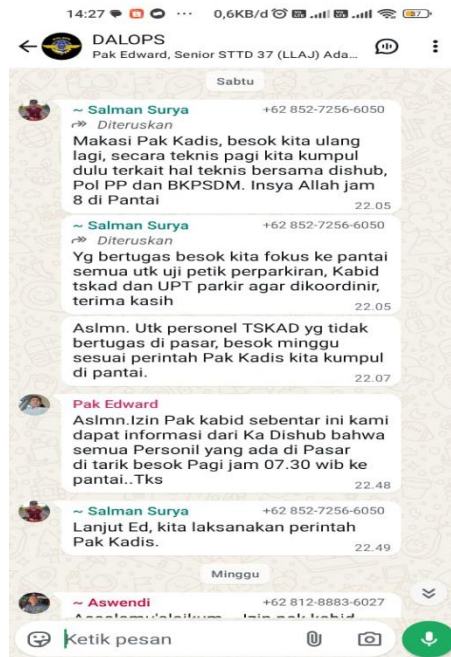 14:27 ... 0,6KB/d 37
DALOPS
Pak Edward, Senior STTD 37 (LLAJ) Ada...
Sabtu
~ Salman Surya +62 852-7256-6050
Diteruskan
Makasi Pak Kadis, besok kita ulang
lagi, secara teknis pagi kita kumpul
dulu terkait hal teknis bersama dishub,
Pol PP dan BKPSDM. Insya Allah jam
8 di Pantai
22.05
~ Salman Surya +62 852-7256-6050
Diteruskan
Yg bertugas besok kita fokus ke pantai
semua utk uji petik perparkiran, Kabid
tskad dan UPT parkir agar dikoordinir,
terima kasih
22.05
Aslmn. Utk personel TSKAD yg tidak
bertugas di pasar, besok minggu
sesuai perintah Pak Kadis kita kumpul
di pantai.
22.07
Pak Edward
Aslmn.Izin Pak kabid sebentar ini kami
dapat informasi dari Ka Dishub bahwa
semua Personil yang ada di Pasar
di tarik besok Pagi jam 07.30 wib ke
pantai..Tks
22.48
~ Salman Surya +62 852-7256-6050
Lanjut Ed, kita laksanakan perintah
Pak Kadis.
22.49
Minggu
~ Aswendi +62 812-8883-6027
Ketik pesan